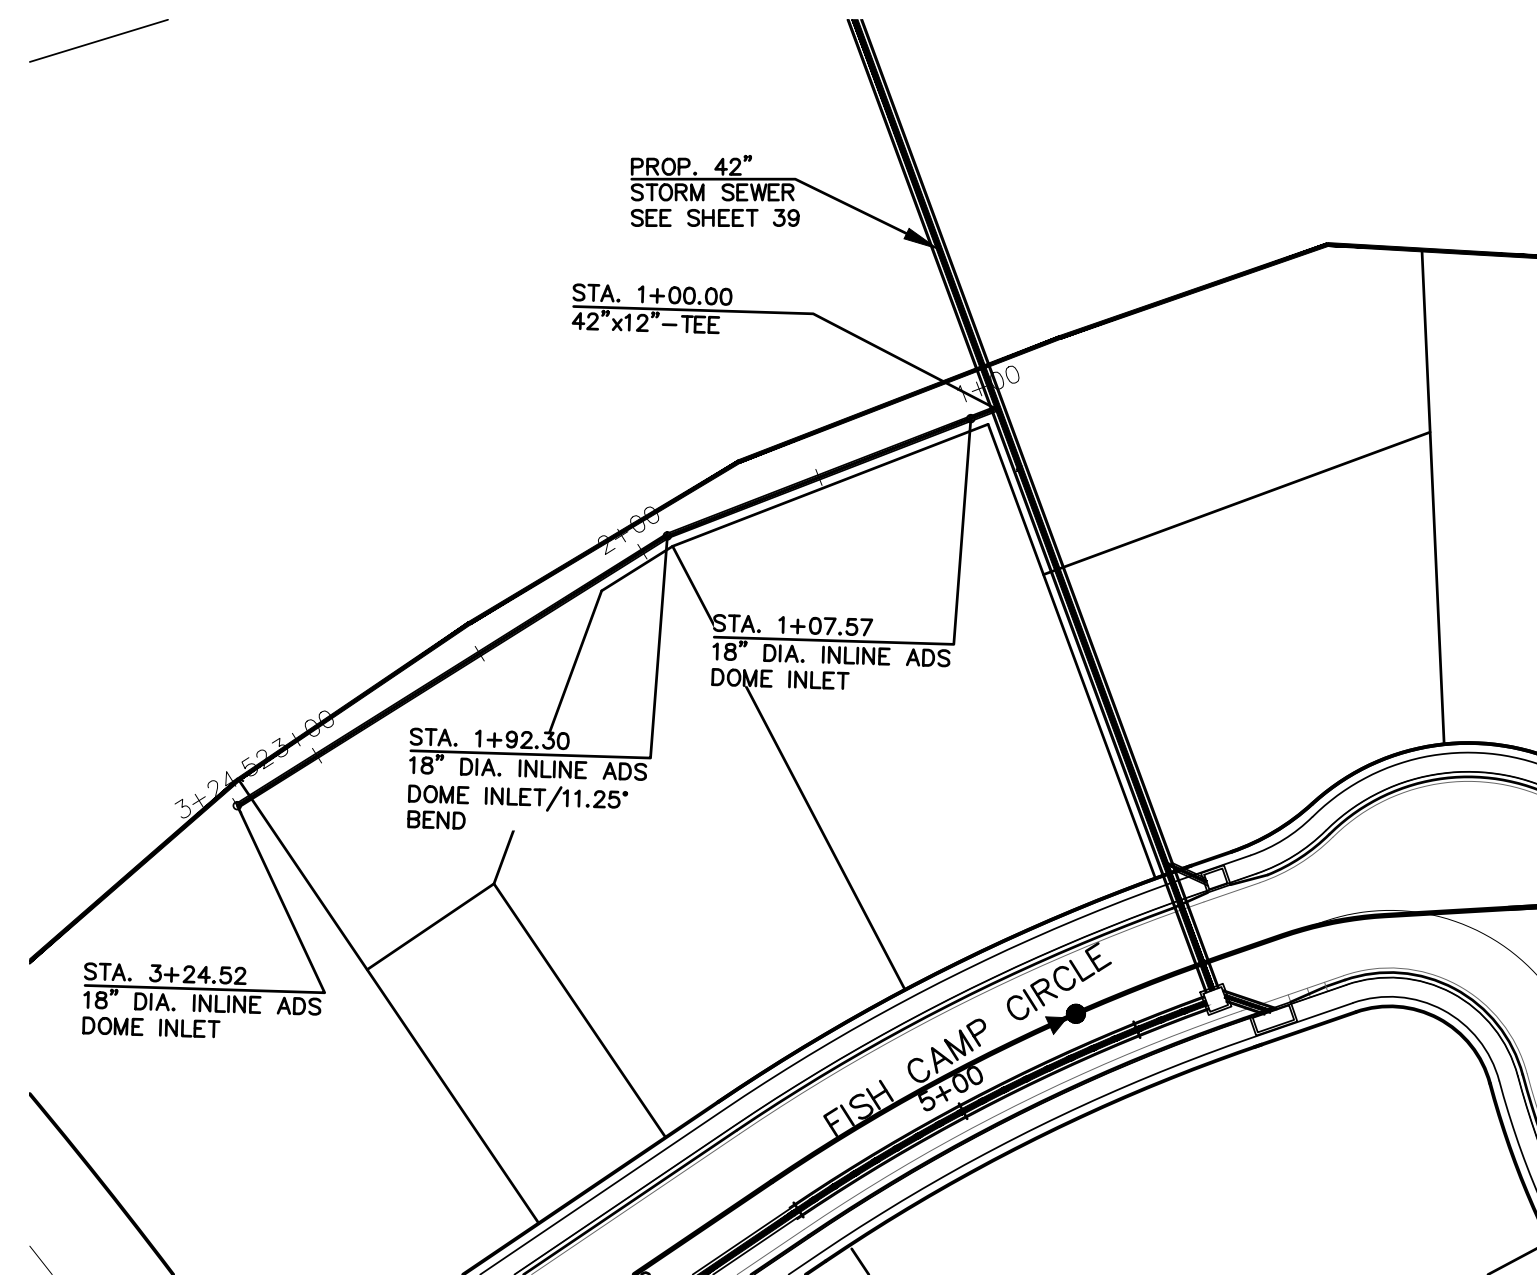 PROP. 42"
STORM SEWER
SEE SHEET 39
STA. 1+00.00
42"x12"-TEE
1+00
2+00
STA. 1+07.57
18" DIA. INLINE ADS
DOME INLET
STA. 1+92.30
18" DIA. INLINE ADS
DOME INLET/11.25°
BEND
3+00
3+24.52
STA. 3+24.52
18" DIA. INLINE ADS
DOME INLET
FISH CAMP CIRCLE
5+00